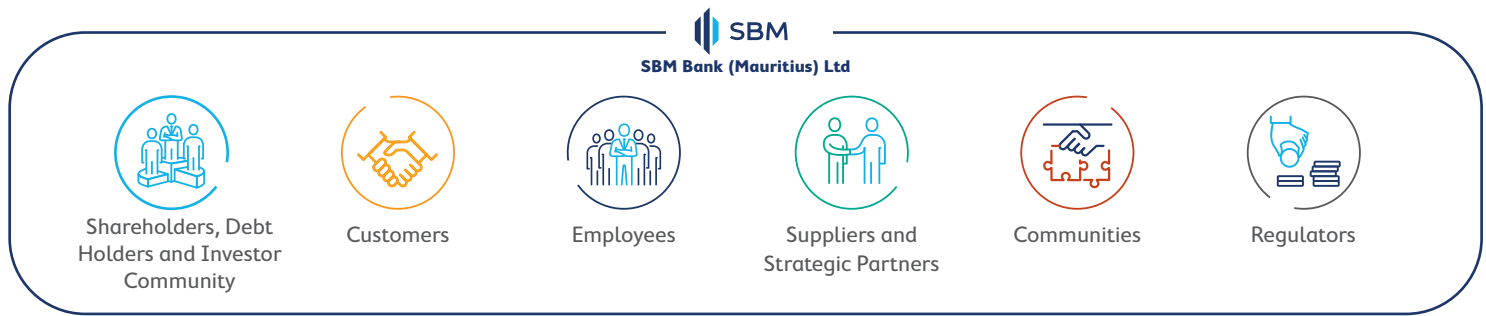 SBM
SBM Bank (Mauritius) Ltd
Shareholders, Debt
Holders and Investor
Community
Customers
Employees
Suppliers and
Strategic Partners
Communities
Regulators